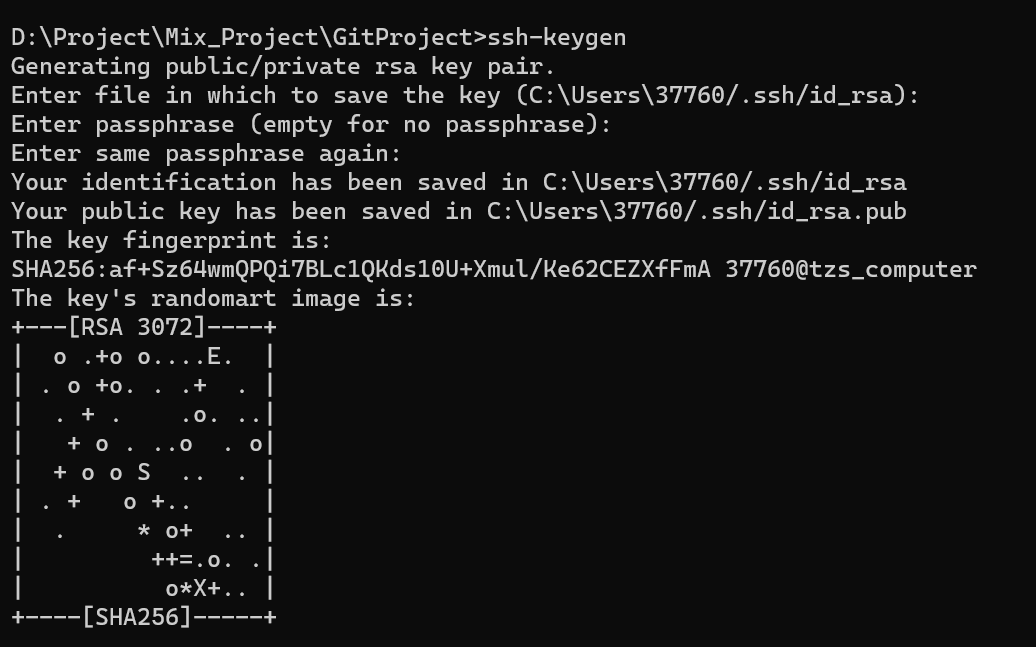 D:\Project\Mix_Project\GitProject>ssh-keygen
Generating public/private rsa key pair.
Enter file in which to save the key (C:\Users\37760/.ssh/id_rsa):
Enter passphrase (empty for no passphrase):
Enter same passphrase again:
Your identification has been saved in C:\Users\37760/.ssh/id_rsa
Your public key has been saved in C:\Users\37760/.ssh/id_rsa.pub
The key fingerprint is:
SHA256:af+Sz64wmQPQi7BLc1QKds10U+Xmul/Ke62CEZXfFmA 37760@tzs_computer
The key's randomart image is:
+---[RSA 3072]----+
|  o .+o o....E.  |
| . o +o. . .+  . |
|  . + .    .o. ..|
|   + o . ..o  . o|
|  + o o S  ..  . |
| . +   o +..     |
|  .     * o+  .. |
|         ++=.o. .|
|          o*X+.. |
+----[SHA256]-----+